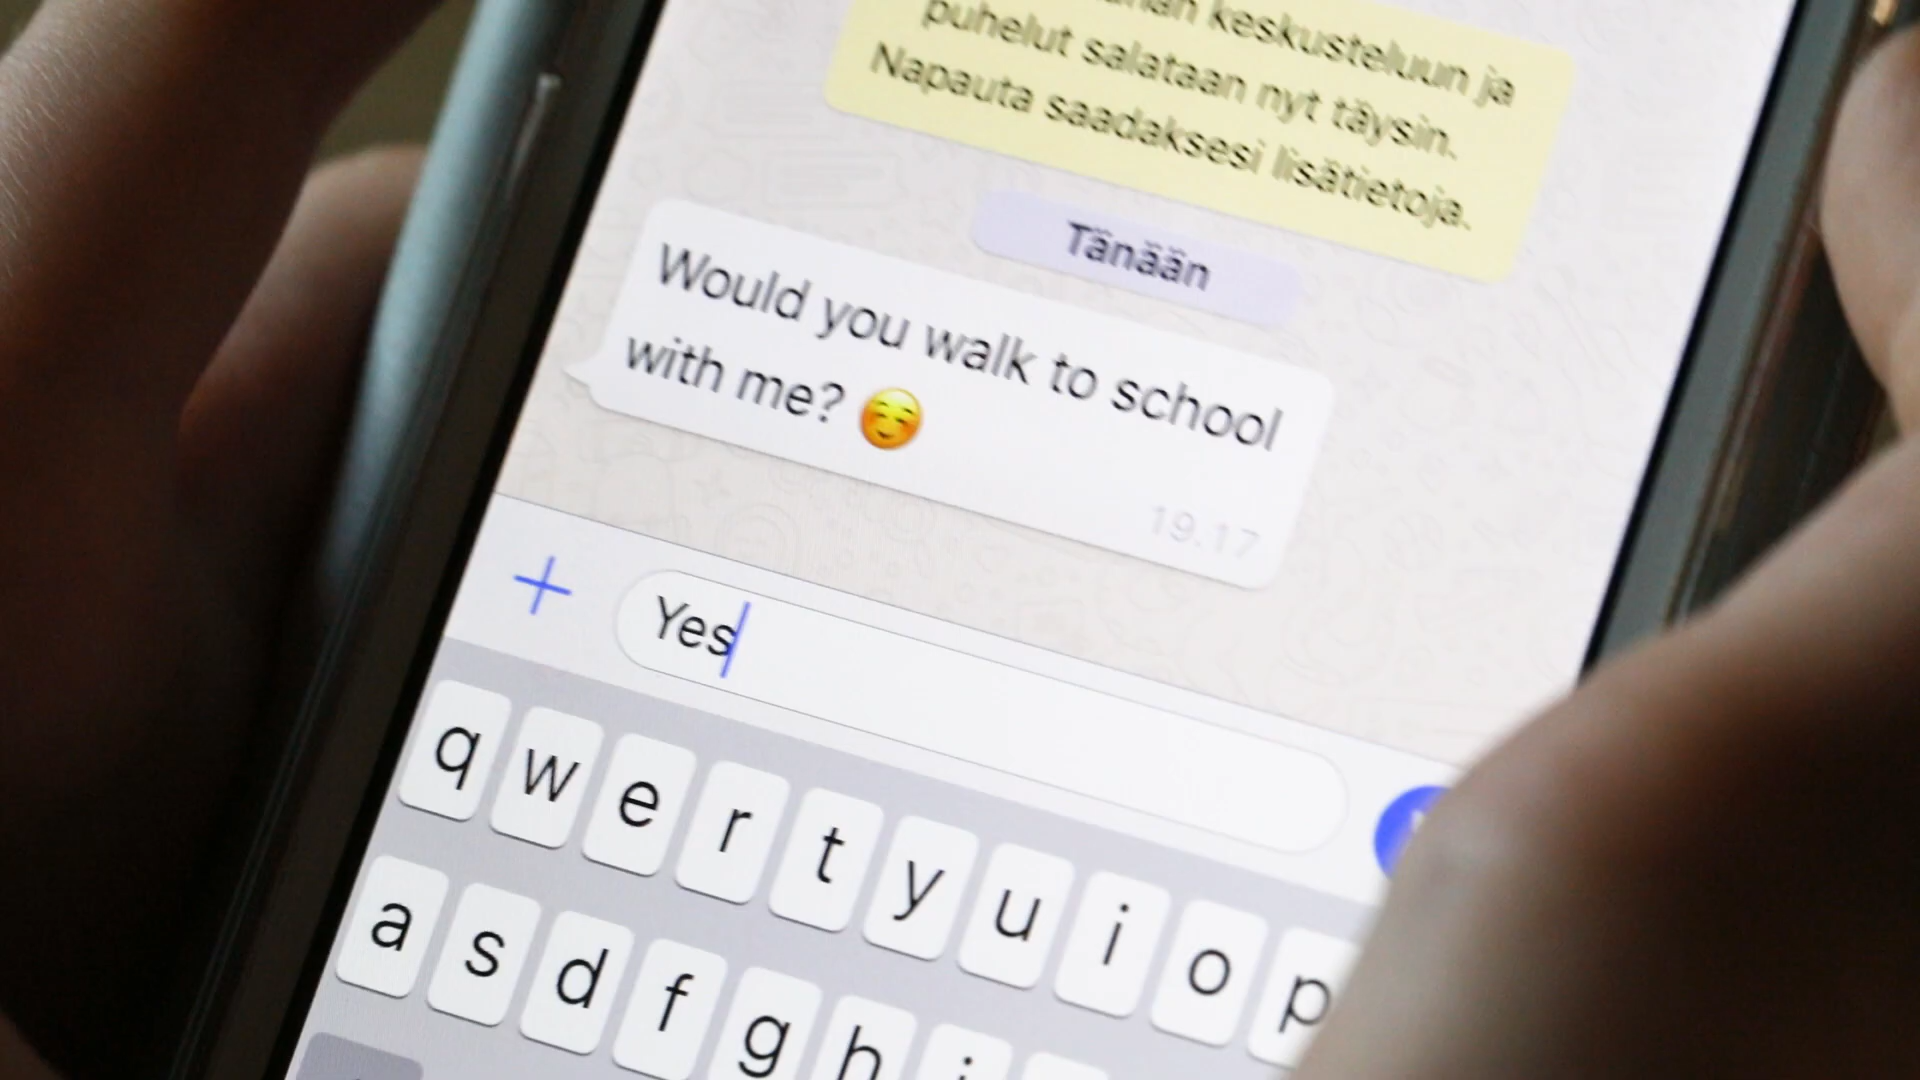 keskusteluun ja
puhelut salataan nyt täysin.
Napauta saadaksesi lisätietoja.
Tänään
Would you walk to school
with me? ☺️
19.17
Yes
q w e r t y u i o p
a s d f g h